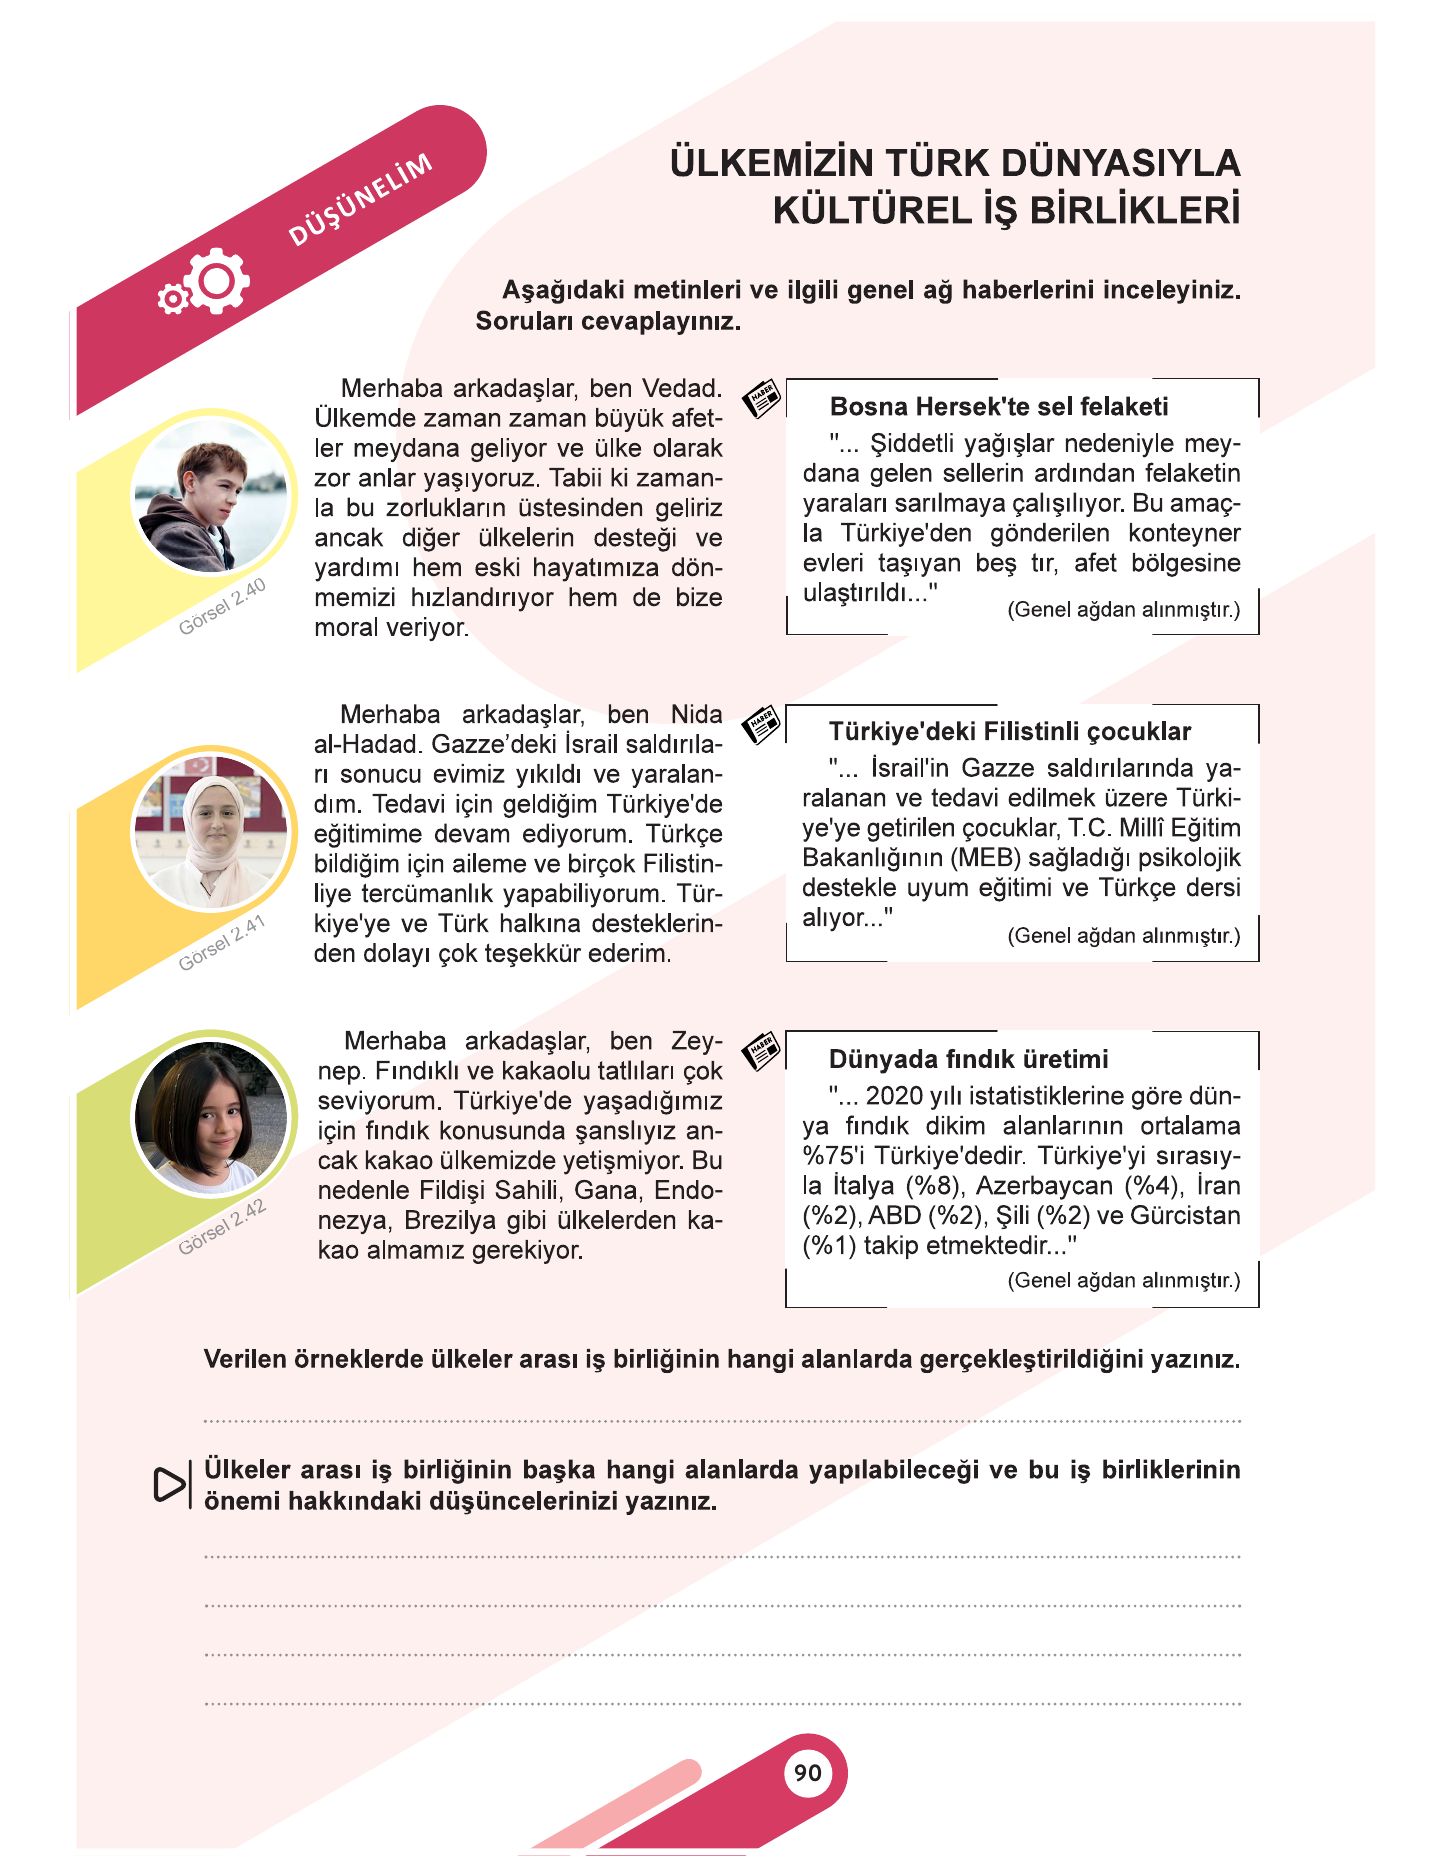 DÜŞÜNELİM
ÜLKEMİZİN TÜRK DÜNYASIYLA
KÜLTÜREL İŞ BİRLİKLERİ
Aşağıdaki metinleri ve ilgili genel ağ haberlerini inceleyiniz.
Soruları cevaplayınız.
Merhaba arkadaşlar, ben Vedad.
Ülkemde zaman zaman büyük afet-
ler meydana geliyor ve ülke olarak
zor anlar yaşıyoruz. Tabii ki zaman-
la bu zorlukların üstesinden geliriz
ancak diğer ülkelerin desteği ve
yardımı hem eski hayatımıza dön-
memizi hızlandırıyor hem de bize
moral veriyor.
Görsel 2.40
HABER
Bosna Hersek'te sel felaketi
"... Şiddetli yağışlar nedeniyle mey-
dana gelen sellerin ardından felaketin
yaraları sarılmaya çalışılıyor. Bu amaç-
la Türkiye'den gönderilen konteyner
evleri taşıyan beş tır, afet bölgesine
ulaştırıldı..."
(Genel ağdan alınmıştır.)
Merhaba arkadaşlar, ben Nida
al-Hadad. Gazze’deki İsrail saldırıla-
rı sonucu evimiz yıkıldı ve yaralan-
dım. Tedavi için geldiğim Türkiye'de
eğitimime devam ediyorum. Türkçe
bildiğim için aileme ve birçok Filistin-
liye tercümanlık yapabiliyorum. Tür-
kiye'ye ve Türk halkına desteklerin-
den dolayı çok teşekkür ederim.
Görsel 2.41
HABER
Türkiye'deki Filistinli çocuklar
"... İsrail'in Gazze saldırılarında ya-
ralanan ve tedavi edilmek üzere Türki-
ye'ye getirilen çocuklar, T.C. Millî Eğitim
Bakanlığının (MEB) sağladığı psikolojik
destekle uyum eğitimi ve Türkçe dersi
alıyor..."
(Genel ağdan alınmıştır.)
Merhaba arkadaşlar, ben Zey-
nep. Fındıklı ve kakaolu tatlıları çok
seviyorum. Türkiye'de yaşadığımız
için fındık konusunda şanslıyız an-
cak kakao ülkemizde yetişmiyor. Bu
nedenle Fildişi Sahili, Gana, Endo-
nezya, Brezilya gibi ülkelerden ka-
kao almamız gerekiyor.
Görsel 2.42
HABER
Dünyada fındık üretimi
"... 2020 yılı istatistiklerine göre dün-
ya fındık dikim alanlarının ortalama
%75'i Türkiye'dedir. Türkiye'yi sırasıy-
la İtalya (%8), Azerbaycan (%4), İran
(%2), ABD (%2), Şili (%2) ve Gürcistan
(%1) takip etmektedir..."
(Genel ağdan alınmıştır.)
Verilen örneklerde ülkeler arası iş birliğinin hangi alanlarda gerçekleştirildiğini yazınız.
Ülkeler arası iş birliğinin başka hangi alanlarda yapılabileceği ve bu iş birliklerinin
önemi hakkındaki düşüncelerinizi yazınız.
90